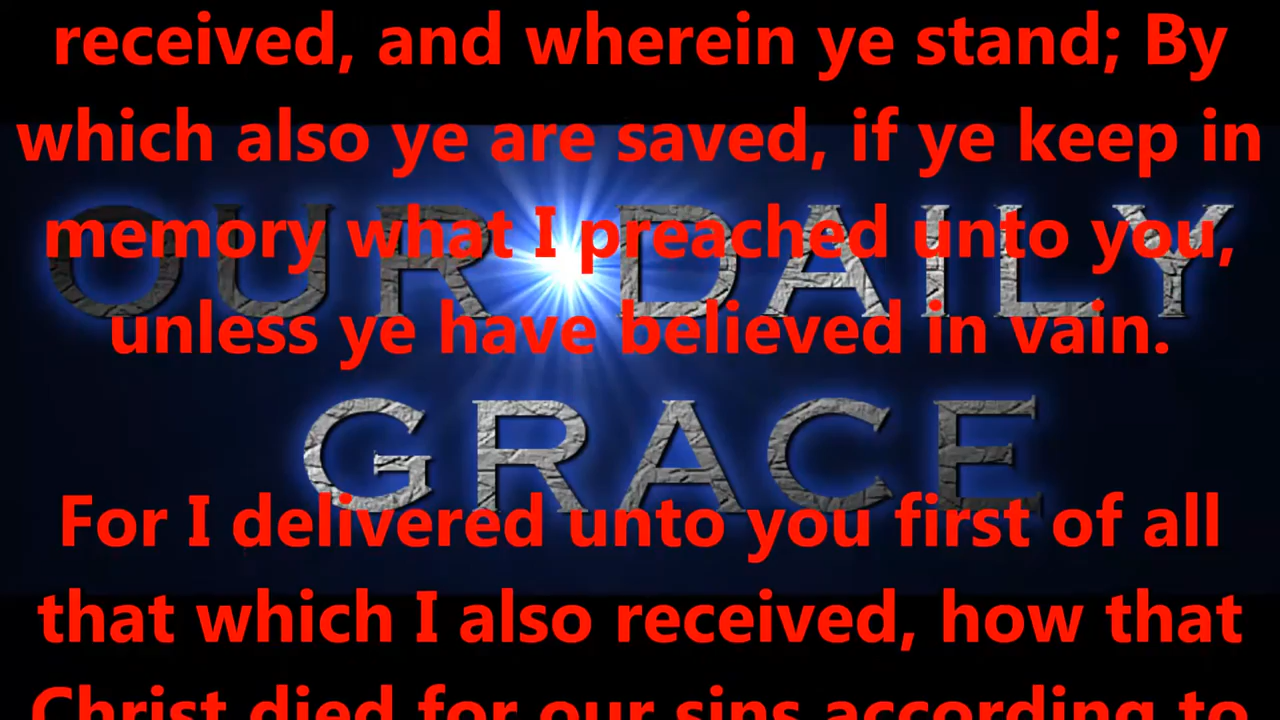 received, and wherein ye stand; By
which also ye are saved, if ye keep in
memory what I preached unto you,
unless ye have believed in vain.
OUR DAILY
GRACE
For I delivered unto you first of all
that which I also received, how that
Christ died for our sins according to